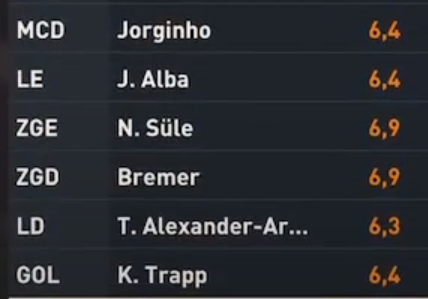 MCD Jorginho 6,4
LE J. Alba 6,4
ZGE N. Süle 6,9
ZGD Bremer 6,9
LD T. Alexander-Ar... 6,3
GOL K. Trapp 6,4